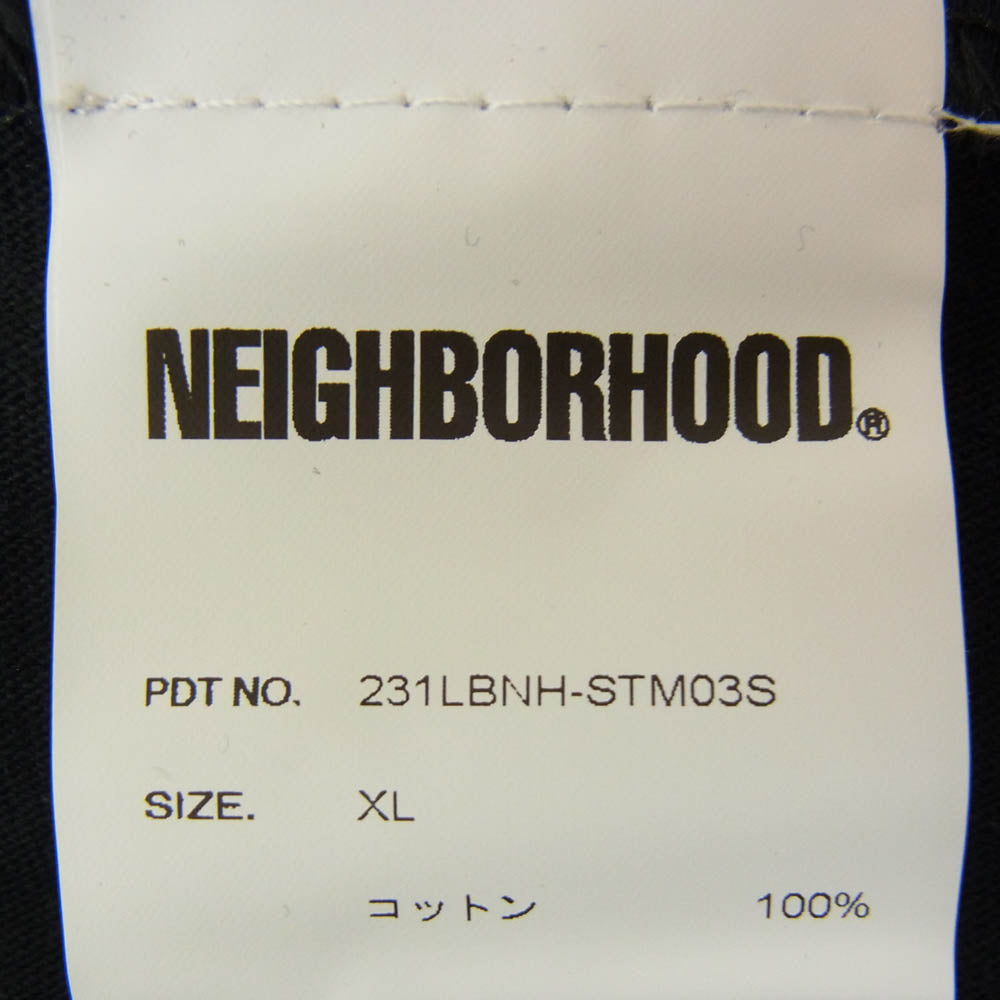 NEIGHBORHOOD®
PDT NO. 231LBNH-STM03S
SIZE. XL
コットン 100%